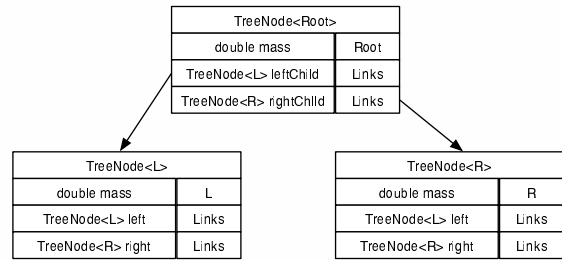 TreeNode<Root>
double mass Root
TreeNode<L> leftChild Links
TreeNode<R> rightChild Links
TreeNode<L>
double mass L
TreeNode<L> left Links
TreeNode<R> right Links
TreeNode<R>
double mass R
TreeNode<L> left Links
TreeNode<R> right Links